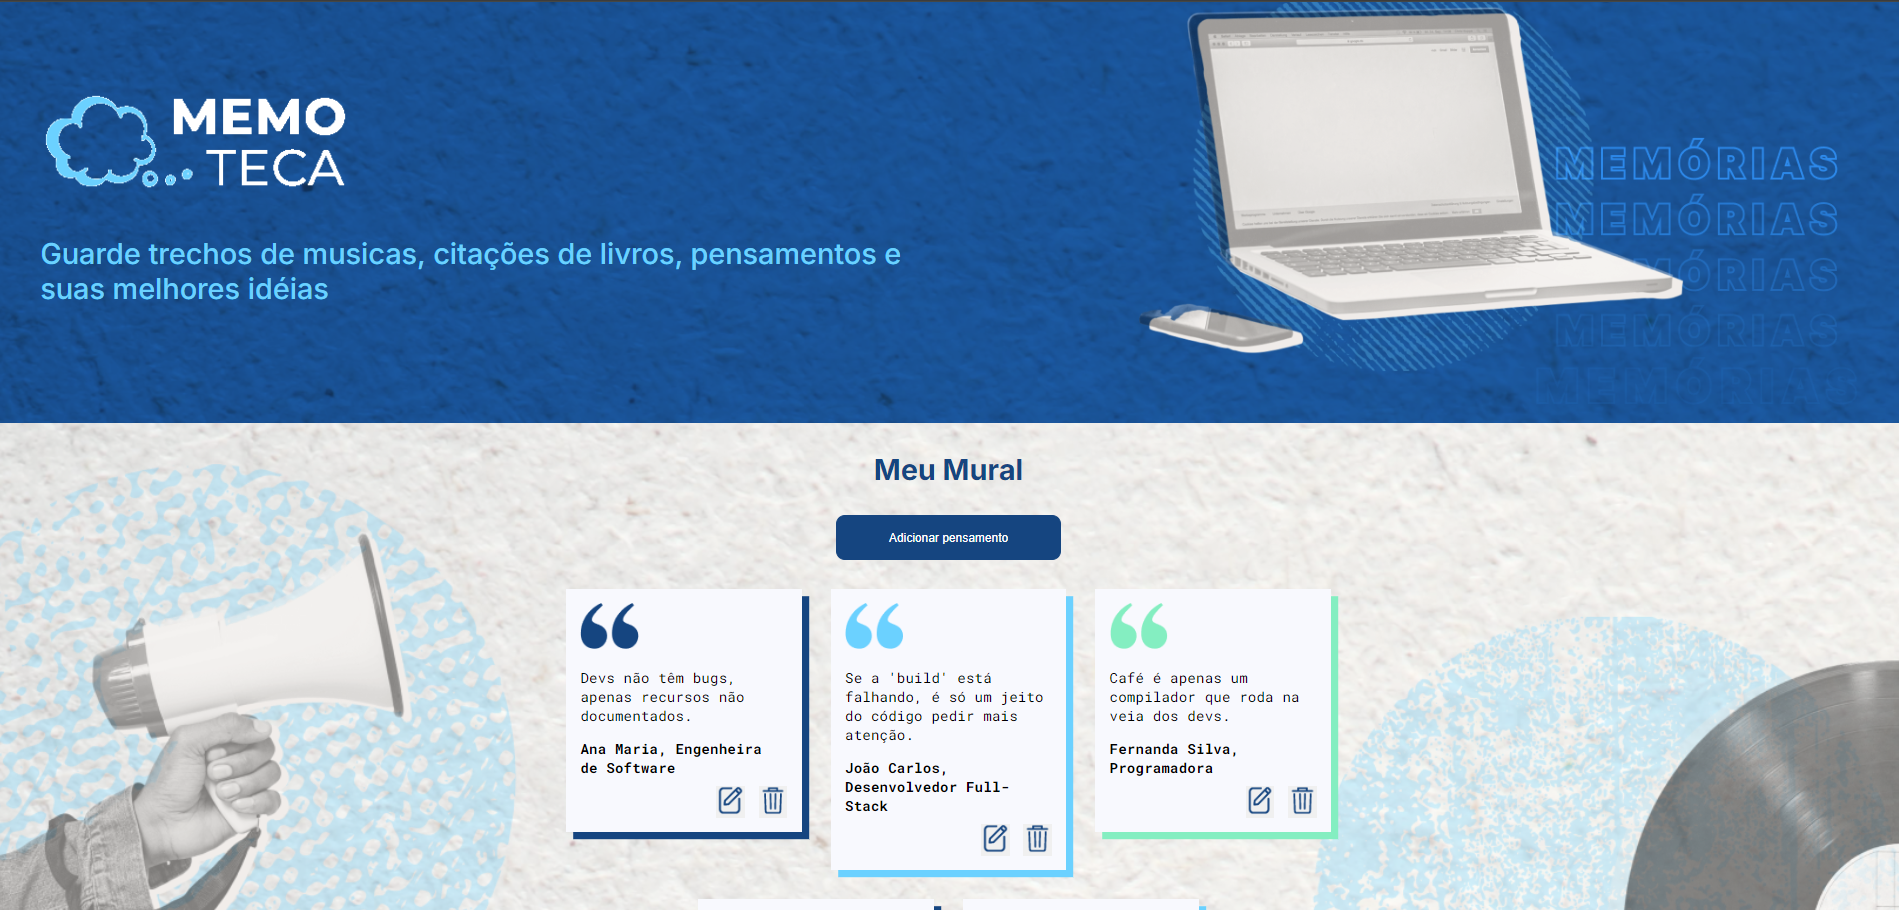 MEMO
TECA
Guarde trechos de musicas, citações de livros, pensamentos e
suas melhores idéias
MEMÓRIAS
MEMÓRIAS
MÓRIAS
MEMÓRIAS
MEMÓRIAS
Meu Mural
Adicionar pensamento
Devs não têm bugs,
apenas recursos não
documentados.
Ana Maria, Engenheira
de Software
Se a 'build' está
falhando, é só um jeito
do código pedir mais
atenção.
João Carlos,
Desenvolvedor Full-
Stack
Café é apenas um
compilador que roda na
veia dos devs.
Fernanda Silva,
Programadora